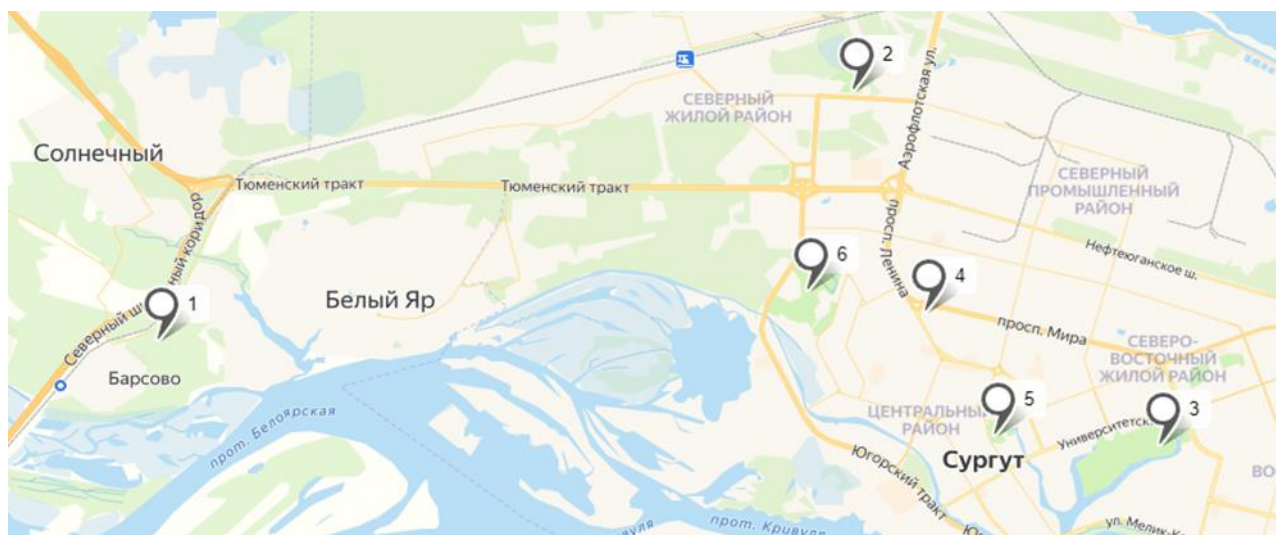 2
Аэрофлотская ул.
СЕВЕРНЫЙ
ЖИЛОЙ РАЙОН
Солнечный
Тюменский тракт
Тюменский тракт
СЕВЕРНЫЙ
ПРОМЫШЛЕННЫЙ
РАЙОН
просп. Ленина
Нефтеюганское ш.
6
4
1
Северный
коридор
Белый Яр
просп. Мира
СЕВЕРО-
ВОСТОЧНЫЙ
ЖИЛОЙ РАЙОН
Барсово
прот. Белоярская
5
3
ЦЕНТРАЛЬНЫЙ
РАЙОН
Сургут
Югорский тракт
прот. Кривуля
ул. Мелик-К